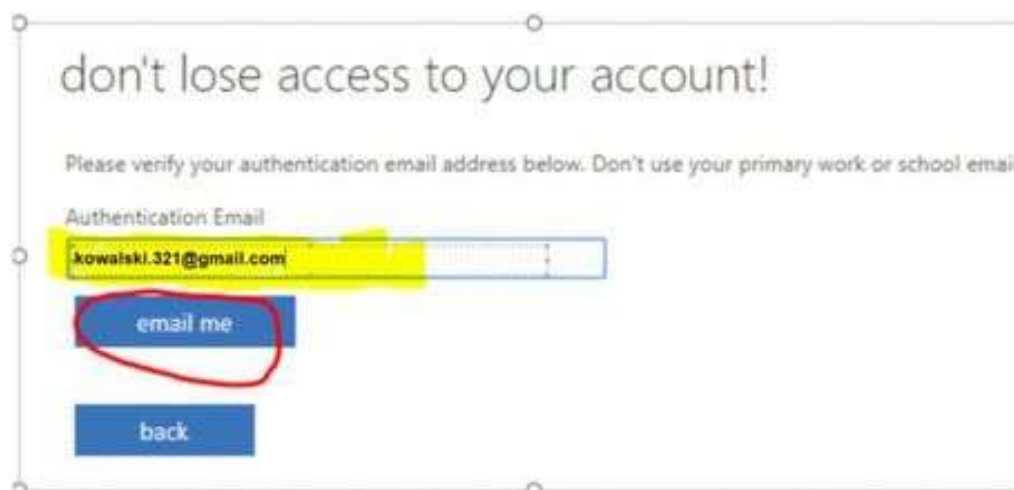 don't lose access to your account!
Please verify your authentication email address below. Don't use your primary work or school email
Authentication Email
kowalski.321@gmail.com
email me
back